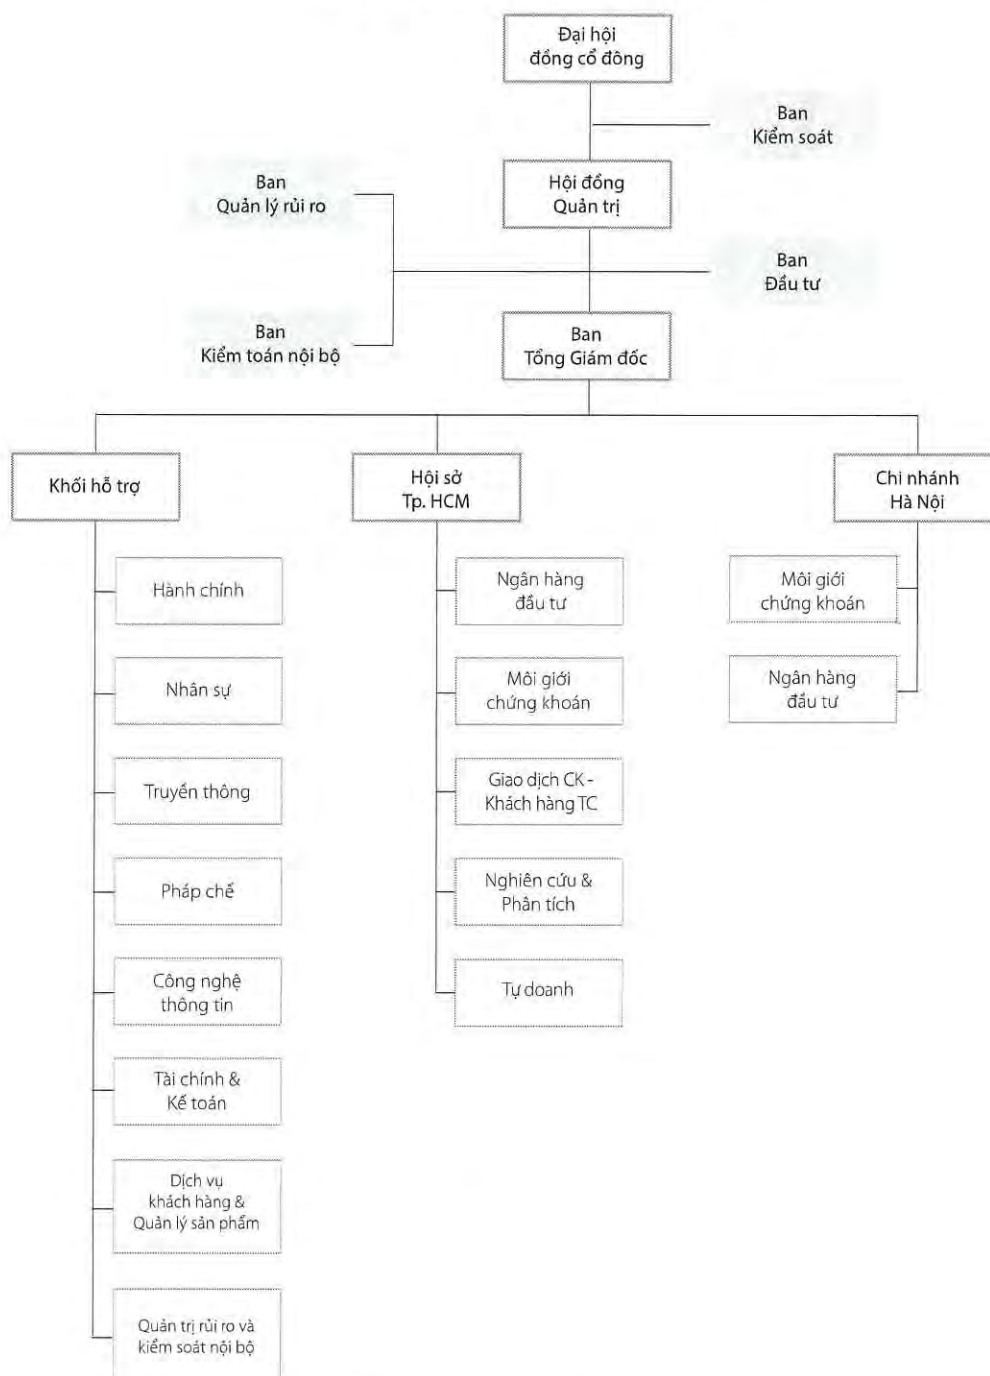 Đại hội
đồng cổ đông
Ban
Kiểm soát
Ban
Quản lý rủi ro
Hội đồng
Quản trị
Ban
Đầu tư
Ban
Kiểm toán nội bộ
Ban
Tổng Giám đốc
Khối hỗ trợ
Hội sở
Tp. HCM
Chi nhánh
Hà Nội
Hành chính
Nhân sự
Truyền thông
Pháp chế
Công nghệ
thông tin
Tài chính &
Kế toán
Dịch vụ
khách hàng &
Quản lý sản phẩm
Quản trị rủi ro và
kiểm soát nội bộ
Ngân hàng
đầu tư
Môi giới
chứng khoán
Giao dịch CK -
Khách hàng TC
Nghiên cứu &
Phân tích
Tự doanh
Môi giới
chứng khoán
Ngân hàng
đầu tư